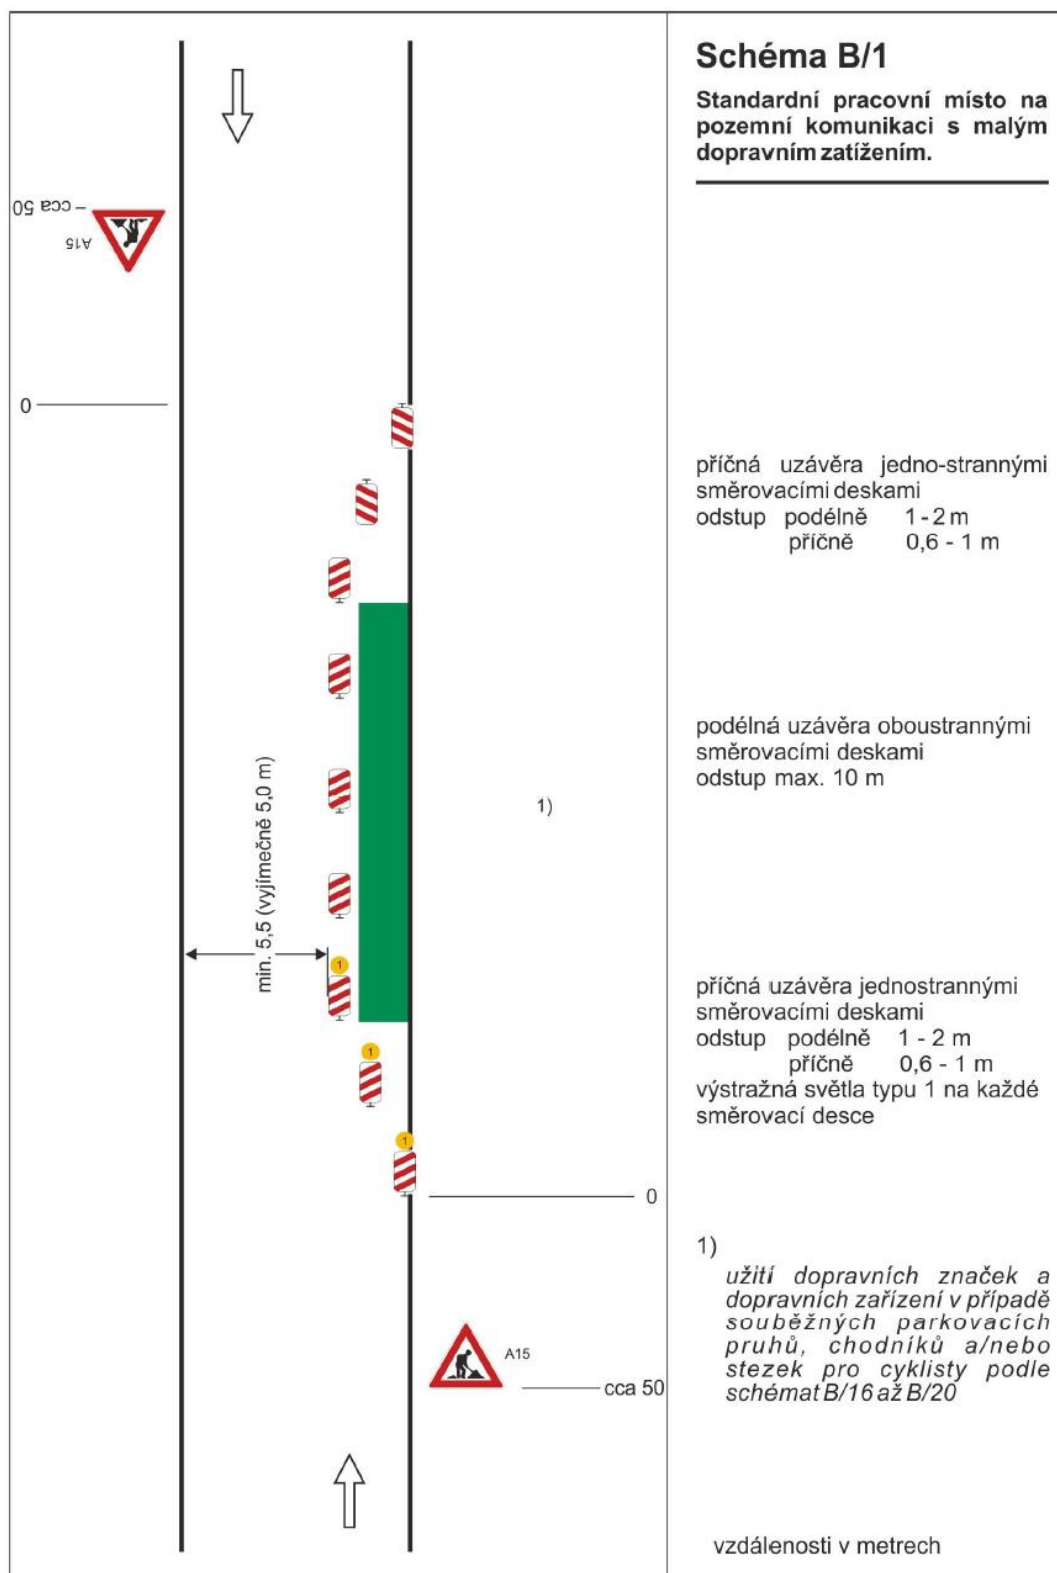 Schéma B/1
Standardní pracovní místo na
pozemní komunikaci s malým
dopravním zatížením.
cca 50
A15
0
příčná uzávěra jedno-strannými
směrovacími deskami
odstup podélně 1 - 2 m
příčně 0,6 - 1 m
podélná uzávěra oboustrannými
směrovacími deskami
odstup max. 10 m
1)
min. 5,5 (vyjímečně 5,0 m)
1
1
1
příčná uzávěra jednostrannými
směrovacími deskami
odstup podélně 1 - 2 m
příčně 0,6 - 1 m
výstražná světla typu 1 na každé
směrovací desce
0
A15
cca 50
1)
užití dopravních značek a
dopravních zařízení v případě
souběžných parkovacích
pruhů, chodníků a/nebo
stezek pro cyklisty podle
schémat B/16 až B/20
vzdálenosti v metrech